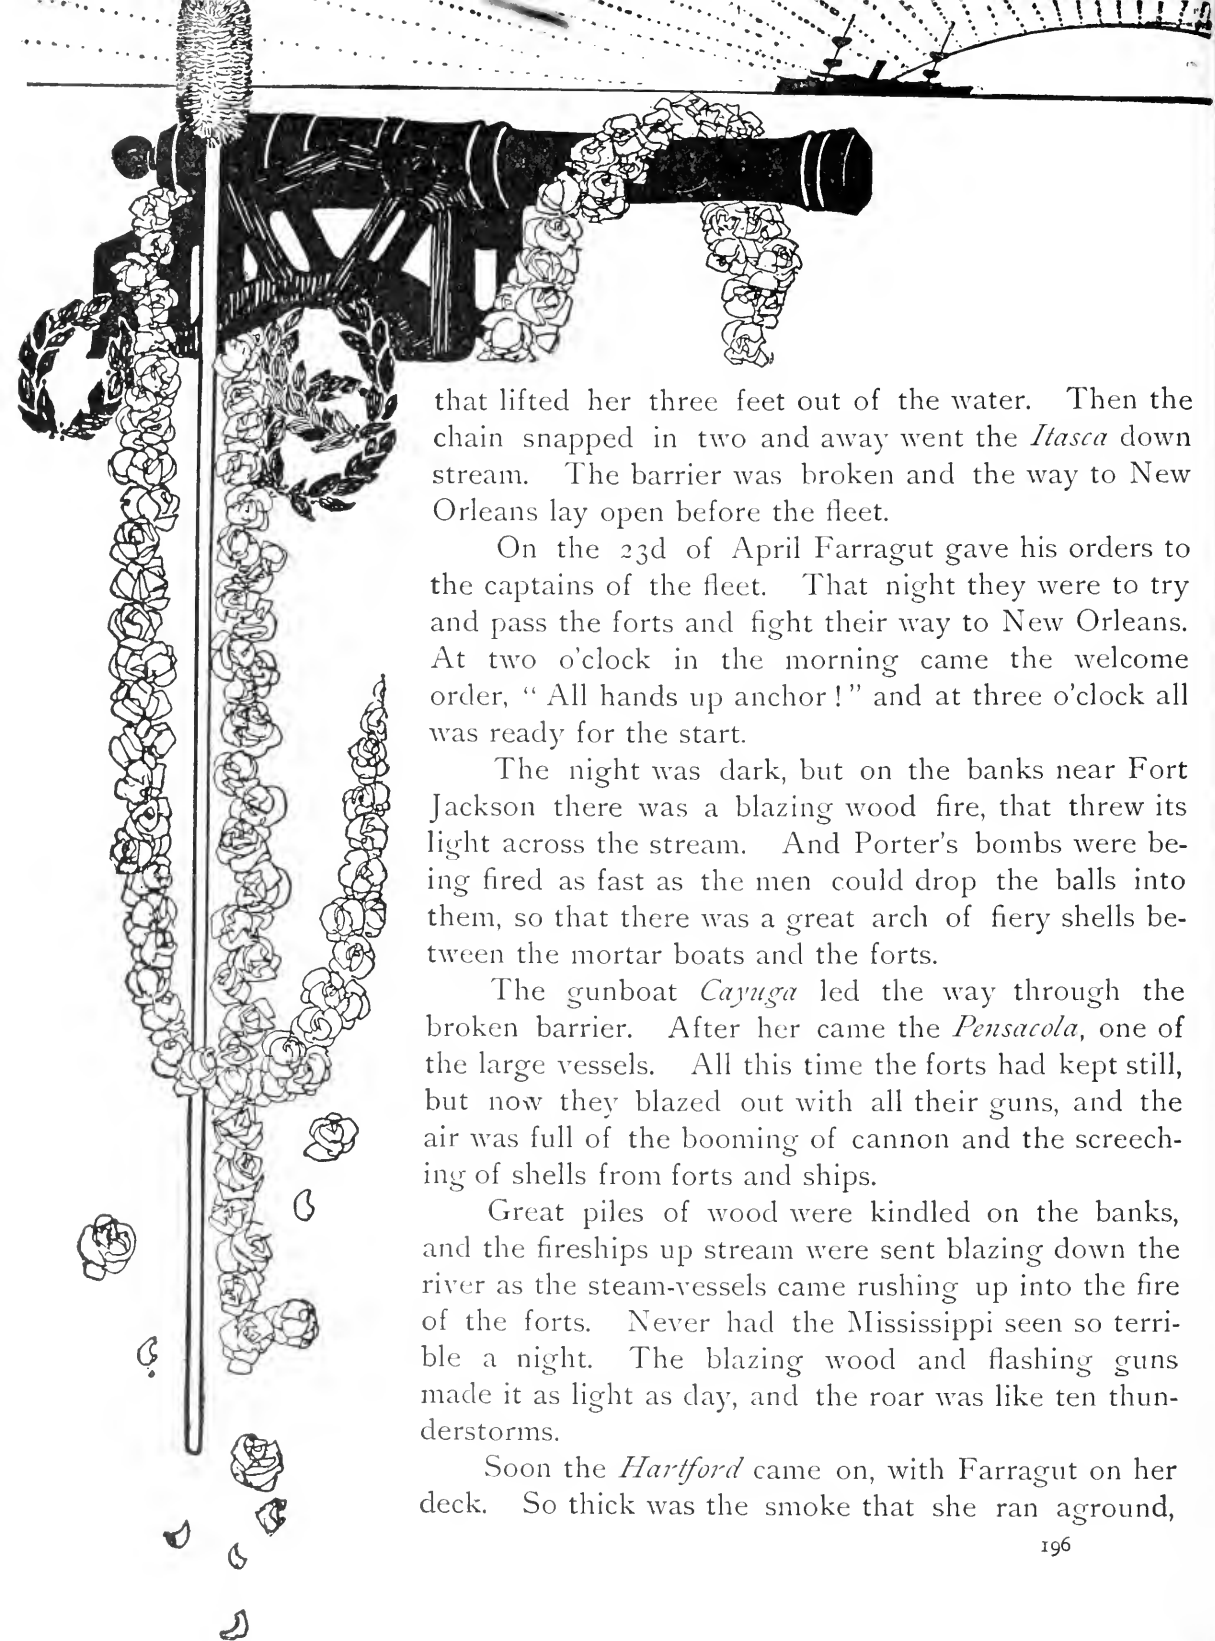 that lifted her three feet out of the water. Then the
chain snapped in two and away went the Itasca down
stream. The barrier was broken and the way to New
Orleans lay open before the fleet.
On the 23d of April Farragut gave his orders to
the captains of the fleet. That night they were to try
and pass the forts and fight their way to New Orleans.
At two o'clock in the morning came the welcome
order, “ All hands up anchor ! ” and at three o'clock all
was ready for the start.
The night was dark, but on the banks near Fort
Jackson there was a blazing wood fire, that threw its
light across the stream. And Porter's bombs were be-
ing fired as fast as the men could drop the balls into
them, so that there was a great arch of fiery shells be-
tween the mortar boats and the forts.
The gunboat Cayuga led the way through the
broken barrier. After her came the Pensacola, one of
the large vessels. All this time the forts had kept still,
but now they blazed out with all their guns, and the
air was full of the booming of cannon and the screech-
ing of shells from forts and ships.
Great piles of wood were kindled on the banks,
and the fireships up stream were sent blazing down the
river as the steam-vessels came rushing up into the fire
of the forts. Never had the Mississippi seen so terri-
ble a night. The blazing wood and flashing guns
made it as light as day, and the roar was like ten thun-
derstorms.
Soon the Hartford came on, with Farragut on her
deck. So thick was the smoke that she ran aground,
196